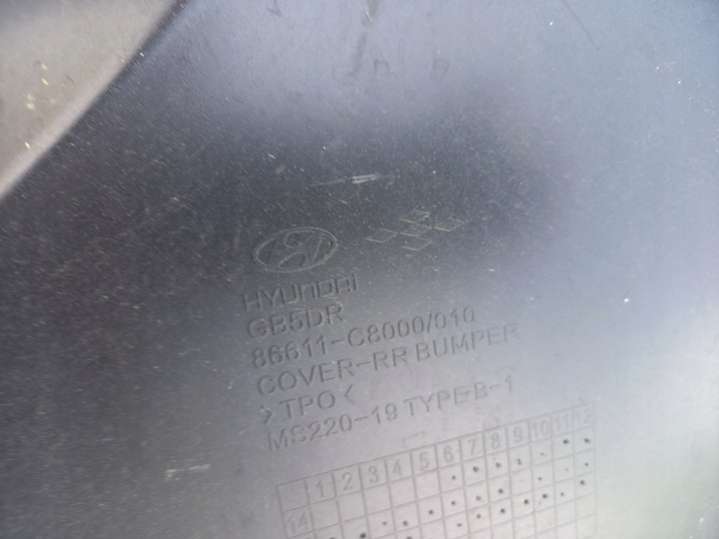 HYUNDAI
GB5DR
86611-C8000/010
COVER-RR BUMPER
>TPO<
MS220-19 TYPE B-1
1 2 3 4 5 6 7 8 9 10 11 12
14